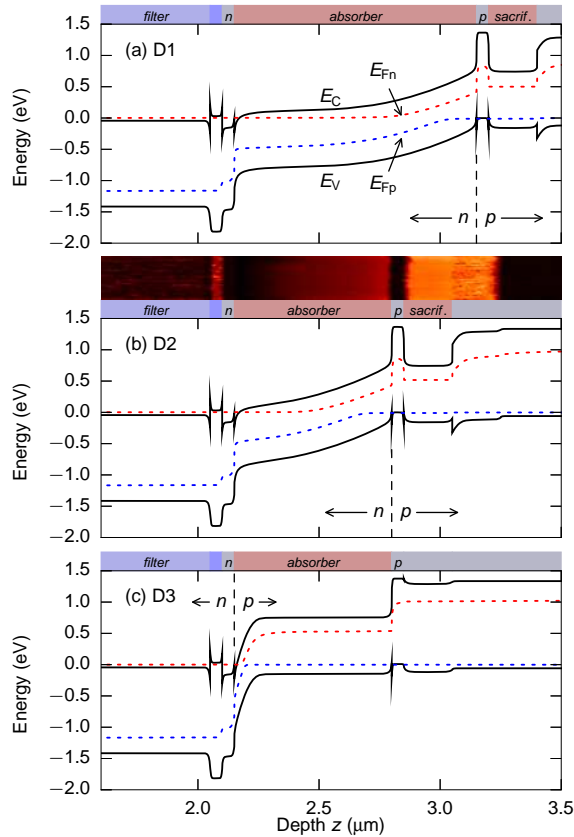 filter n absorber p sacrif.
(a) D1
1.5
1.0
0.5
0.0
−0.5
−1.0
−1.5
−2.0
Energy (eV)
E_C
E_Fn
E_V
E_Fp
n p
filter n absorber p sacrif.
(b) D2
1.5
1.0
0.5
0.0
−0.5
−1.0
−1.5
−2.0
Energy (eV)
n p
filter n absorber p
(c) D3
n p
1.5
1.0
0.5
0.0
−0.5
−1.0
−1.5
−2.0
Energy (eV)
2.0 2.5 3.0 3.5
Depth z (μm)